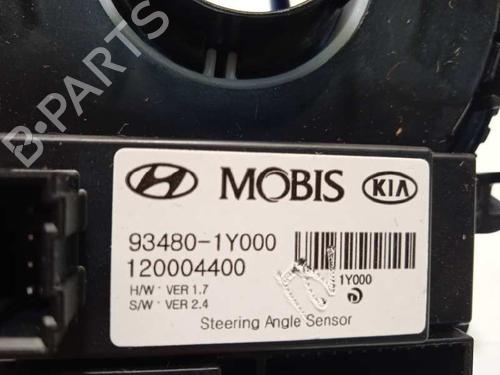 B-Parts
MOBIS
KIA
93480-1Y000
120004400
1Y000
H/W : VER 1.7
S/W : VER 2.4
Steering Angle Sensor